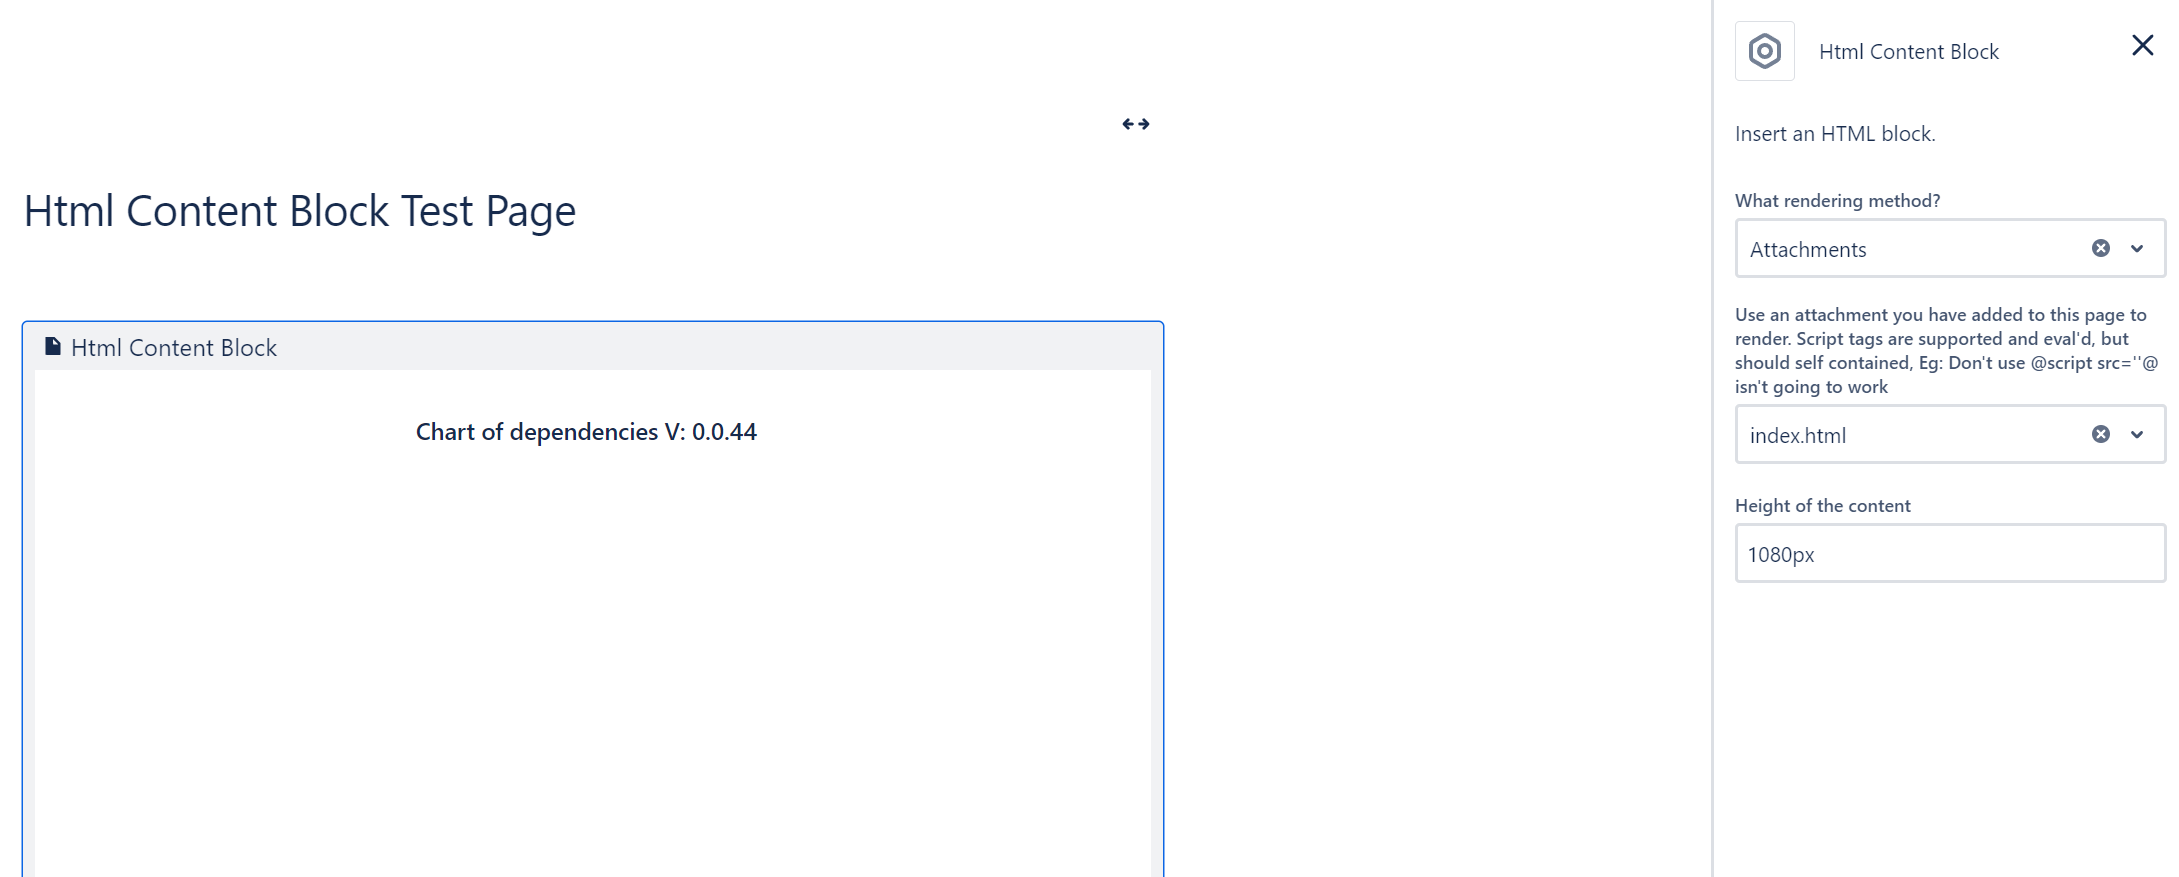 Html Content Block Test Page
Html Content Block
Chart of dependencies V: 0.0.44
Html Content Block
Insert an HTML block.
What rendering method?
Attachments
Use an attachment you have added to this page to
render. Script tags are supported and eval'd, but
should self contained, Eg: Don't use @script src=''@
isn't going to work
index.html
Height of the content
1080px